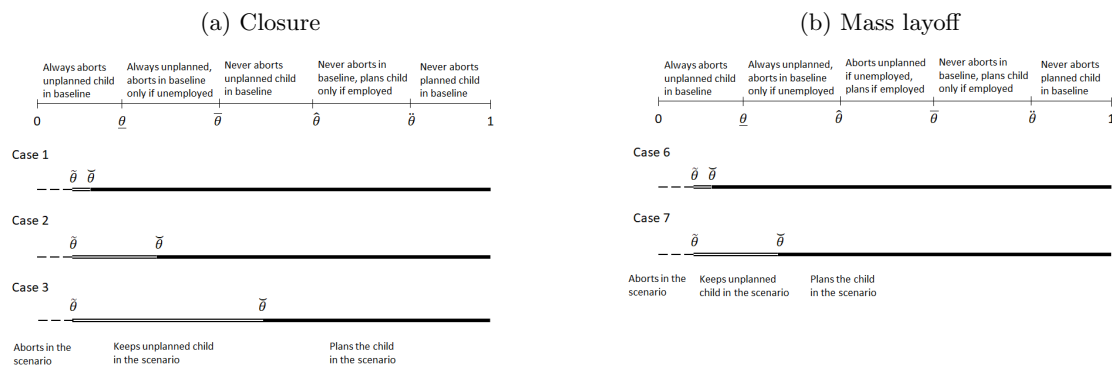 (a) Closure
Always aborts
unplanned child
in baseline
Always unplanned,
aborts in baseline
only if unemployed
Never aborts
unplanned child
in baseline
Never aborts in
baseline, plans child
only if employed
Never aborts
planned child
in baseline
0 θ̲ θ̅ θ̂ θ̈ 1
Case 1
θ̃ θ̆
Case 2
θ̃ θ̆
Case 3
θ̃ θ̆
Aborts in the
scenario
Keeps unplanned child
in the scenario
Plans the child
in the scenario
(b) Mass layoff
Always aborts
unplanned child
in baseline
Always unplanned,
aborts in baseline
only if unemployed
Aborts unplanned
if unemployed,
plans if employed
Never aborts in
baseline, plans child
only if employed
Never aborts
planned child
in baseline
0 θ̲ θ̂ θ̅ θ̈ 1
Case 6
θ̃ θ̆
Case 7
θ̃ θ̆
Aborts in the
scenario
Keeps unplanned
child in the scenario
Plans the child
in the scenario